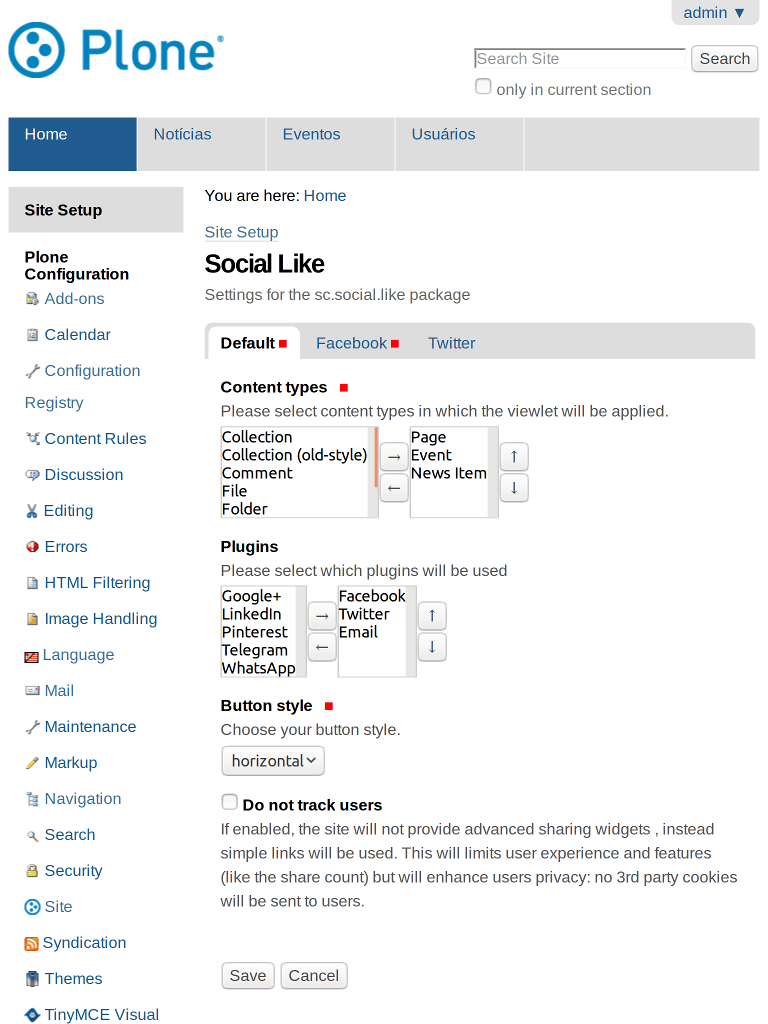 admin ▼
Plone®
Search Site
Search
only in current section
Home
Notícias
Eventos
Usuários
Site Setup
Plone
Configuration
Add-ons
Calendar
Configuration
Registry
Content Rules
Discussion
Editing
Errors
HTML Filtering
Image Handling
Language
Mail
Maintenance
Markup
Navigation
Search
Security
Site
Syndication
Themes
TinyMCE Visual
You are here: Home
Site Setup
Social Like
Settings for the sc.social.like package
Default
Facebook
Twitter
Content types
Please select content types in which the viewlet will be applied.
Collection
Collection (old-style)
Comment
File
Folder
→
←
Page
Event
News Item
↑
↓
Plugins
Please select which plugins will be used
Google+
LinkedIn
Pinterest
Telegram
WhatsApp
→
←
Facebook
Twitter
Email
↑
↓
Button style
Choose your button style.
horizontal
Do not track users
If enabled, the site will not provide advanced sharing widgets , instead
simple links will be used. This will limits user experience and features
(like the share count) but will enhance users privacy: no 3rd party cookies
will be sent to users.
Save
Cancel